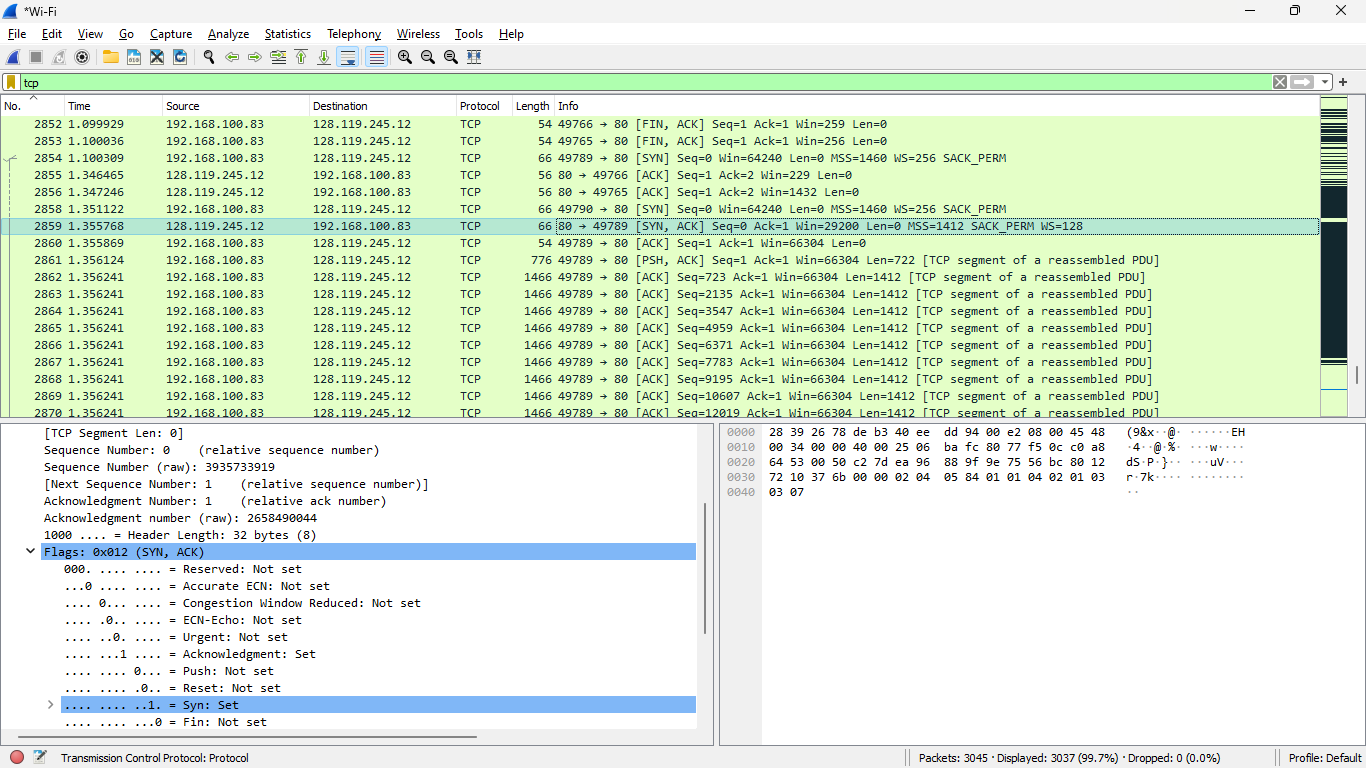 *Wi-Fi
File Edit View Go Capture Analyze Statistics Telephony Wireless Tools Help
tcp
No. Time Source Destination Protocol Length Info
2852 1.099929 192.168.100.83 128.119.245.12 TCP 54 49766 → 80 [FIN, ACK] Seq=1 Ack=1 Win=259 Len=0
2853 1.100036 192.168.100.83 128.119.245.12 TCP 54 49765 → 80 [FIN, ACK] Seq=1 Ack=1 Win=256 Len=0
2854 1.100309 192.168.100.83 128.119.245.12 TCP 66 49789 → 80 [SYN] Seq=0 Win=64240 Len=0 MSS=1460 WS=256 SACK_PERM
2855 1.346465 128.119.245.12 192.168.100.83 TCP 56 80 → 49766 [ACK] Seq=1 Ack=2 Win=229 Len=0
2856 1.347246 128.119.245.12 192.168.100.83 TCP 56 80 → 49765 [ACK] Seq=1 Ack=2 Win=1432 Len=0
2858 1.351122 192.168.100.83 128.119.245.12 TCP 66 49790 → 80 [SYN] Seq=0 Win=64240 Len=0 MSS=1460 WS=256 SACK_PERM
2859 1.355768 128.119.245.12 192.168.100.83 TCP 66 80 → 49789 [SYN, ACK] Seq=0 Ack=1 Win=29200 Len=0 MSS=1412 SACK_PERM WS=128
2860 1.355869 192.168.100.83 128.119.245.12 TCP 54 49789 → 80 [ACK] Seq=1 Ack=1 Win=66304 Len=0
2861 1.356124 192.168.100.83 128.119.245.12 TCP 776 49789 → 80 [PSH, ACK] Seq=1 Ack=1 Win=66304 Len=722 [TCP segment of a reassembled PDU]
2862 1.356241 192.168.100.83 128.119.245.12 TCP 1466 49789 → 80 [ACK] Seq=723 Ack=1 Win=66304 Len=1412 [TCP segment of a reassembled PDU]
2863 1.356241 192.168.100.83 128.119.245.12 TCP 1466 49789 → 80 [ACK] Seq=2135 Ack=1 Win=66304 Len=1412 [TCP segment of a reassembled PDU]
2864 1.356241 192.168.100.83 128.119.245.12 TCP 1466 49789 → 80 [ACK] Seq=3547 Ack=1 Win=66304 Len=1412 [TCP segment of a reassembled PDU]
2865 1.356241 192.168.100.83 128.119.245.12 TCP 1466 49789 → 80 [ACK] Seq=4959 Ack=1 Win=66304 Len=1412 [TCP segment of a reassembled PDU]
2866 1.356241 192.168.100.83 128.119.245.12 TCP 1466 49789 → 80 [ACK] Seq=6371 Ack=1 Win=66304 Len=1412 [TCP segment of a reassembled PDU]
2867 1.356241 192.168.100.83 128.119.245.12 TCP 1466 49789 → 80 [ACK] Seq=7783 Ack=1 Win=66304 Len=1412 [TCP segment of a reassembled PDU]
2868 1.356241 192.168.100.83 128.119.245.12 TCP 1466 49789 → 80 [ACK] Seq=9195 Ack=1 Win=66304 Len=1412 [TCP segment of a reassembled PDU]
2869 1.356241 192.168.100.83 128.119.245.12 TCP 1466 49789 → 80 [ACK] Seq=10607 Ack=1 Win=66304 Len=1412 [TCP segment of a reassembled PDU]
2870 1.356241 192.168.100.83 128.119.245.12 TCP 1466 49789 → 80 [ACK] Seq=12019 Ack=1 Win=66304 Len=1412 [TCP segment of a reassembled PDU]
[TCP Segment Len: 0]
Sequence Number: 0 (relative sequence number)
Sequence Number (raw): 3935733919
[Next Sequence Number: 1 (relative sequence number)]
Acknowledgment Number: 1 (relative ack number)
Acknowledgment number (raw): 2658490044
1000 .... = Header Length: 32 bytes (8)
Flags: 0x012 (SYN, ACK)
000. .... .... = Reserved: Not set
...0 .... .... = Accurate ECN: Not set
.... 0... .... = Congestion Window Reduced: Not set
.... .0.. .... = ECN-Echo: Not set
.... ..0. .... = Urgent: Not set
.... ...1 .... = Acknowledgment: Set
.... .... 0... = Push: Not set
.... .... .0.. = Reset: Not set
.... .... ..1. = Syn: Set
.... .... ...0 = Fin: Not set
0000 28 39 26 78 de b3 40 ee dd 94 00 e2 08 00 45 48 (9&x··@· ······EH
0010 00 34 00 00 40 00 25 06 ba fc 80 77 f5 0c c0 a8 ·4··@·%· ···w····
0020 64 53 00 50 c2 7d ea 96 88 9f 9e 75 56 bc 80 12 dS·P·}·· ···uV···
0030 72 10 37 6b 00 00 02 04 05 84 01 01 04 02 01 03 r·7k···· ········
0040 03 07 ··
Transmission Control Protocol: Protocol
Packets: 3045 · Displayed: 3037 (99.7%) · Dropped: 0 (0.0%)
Profile: Default